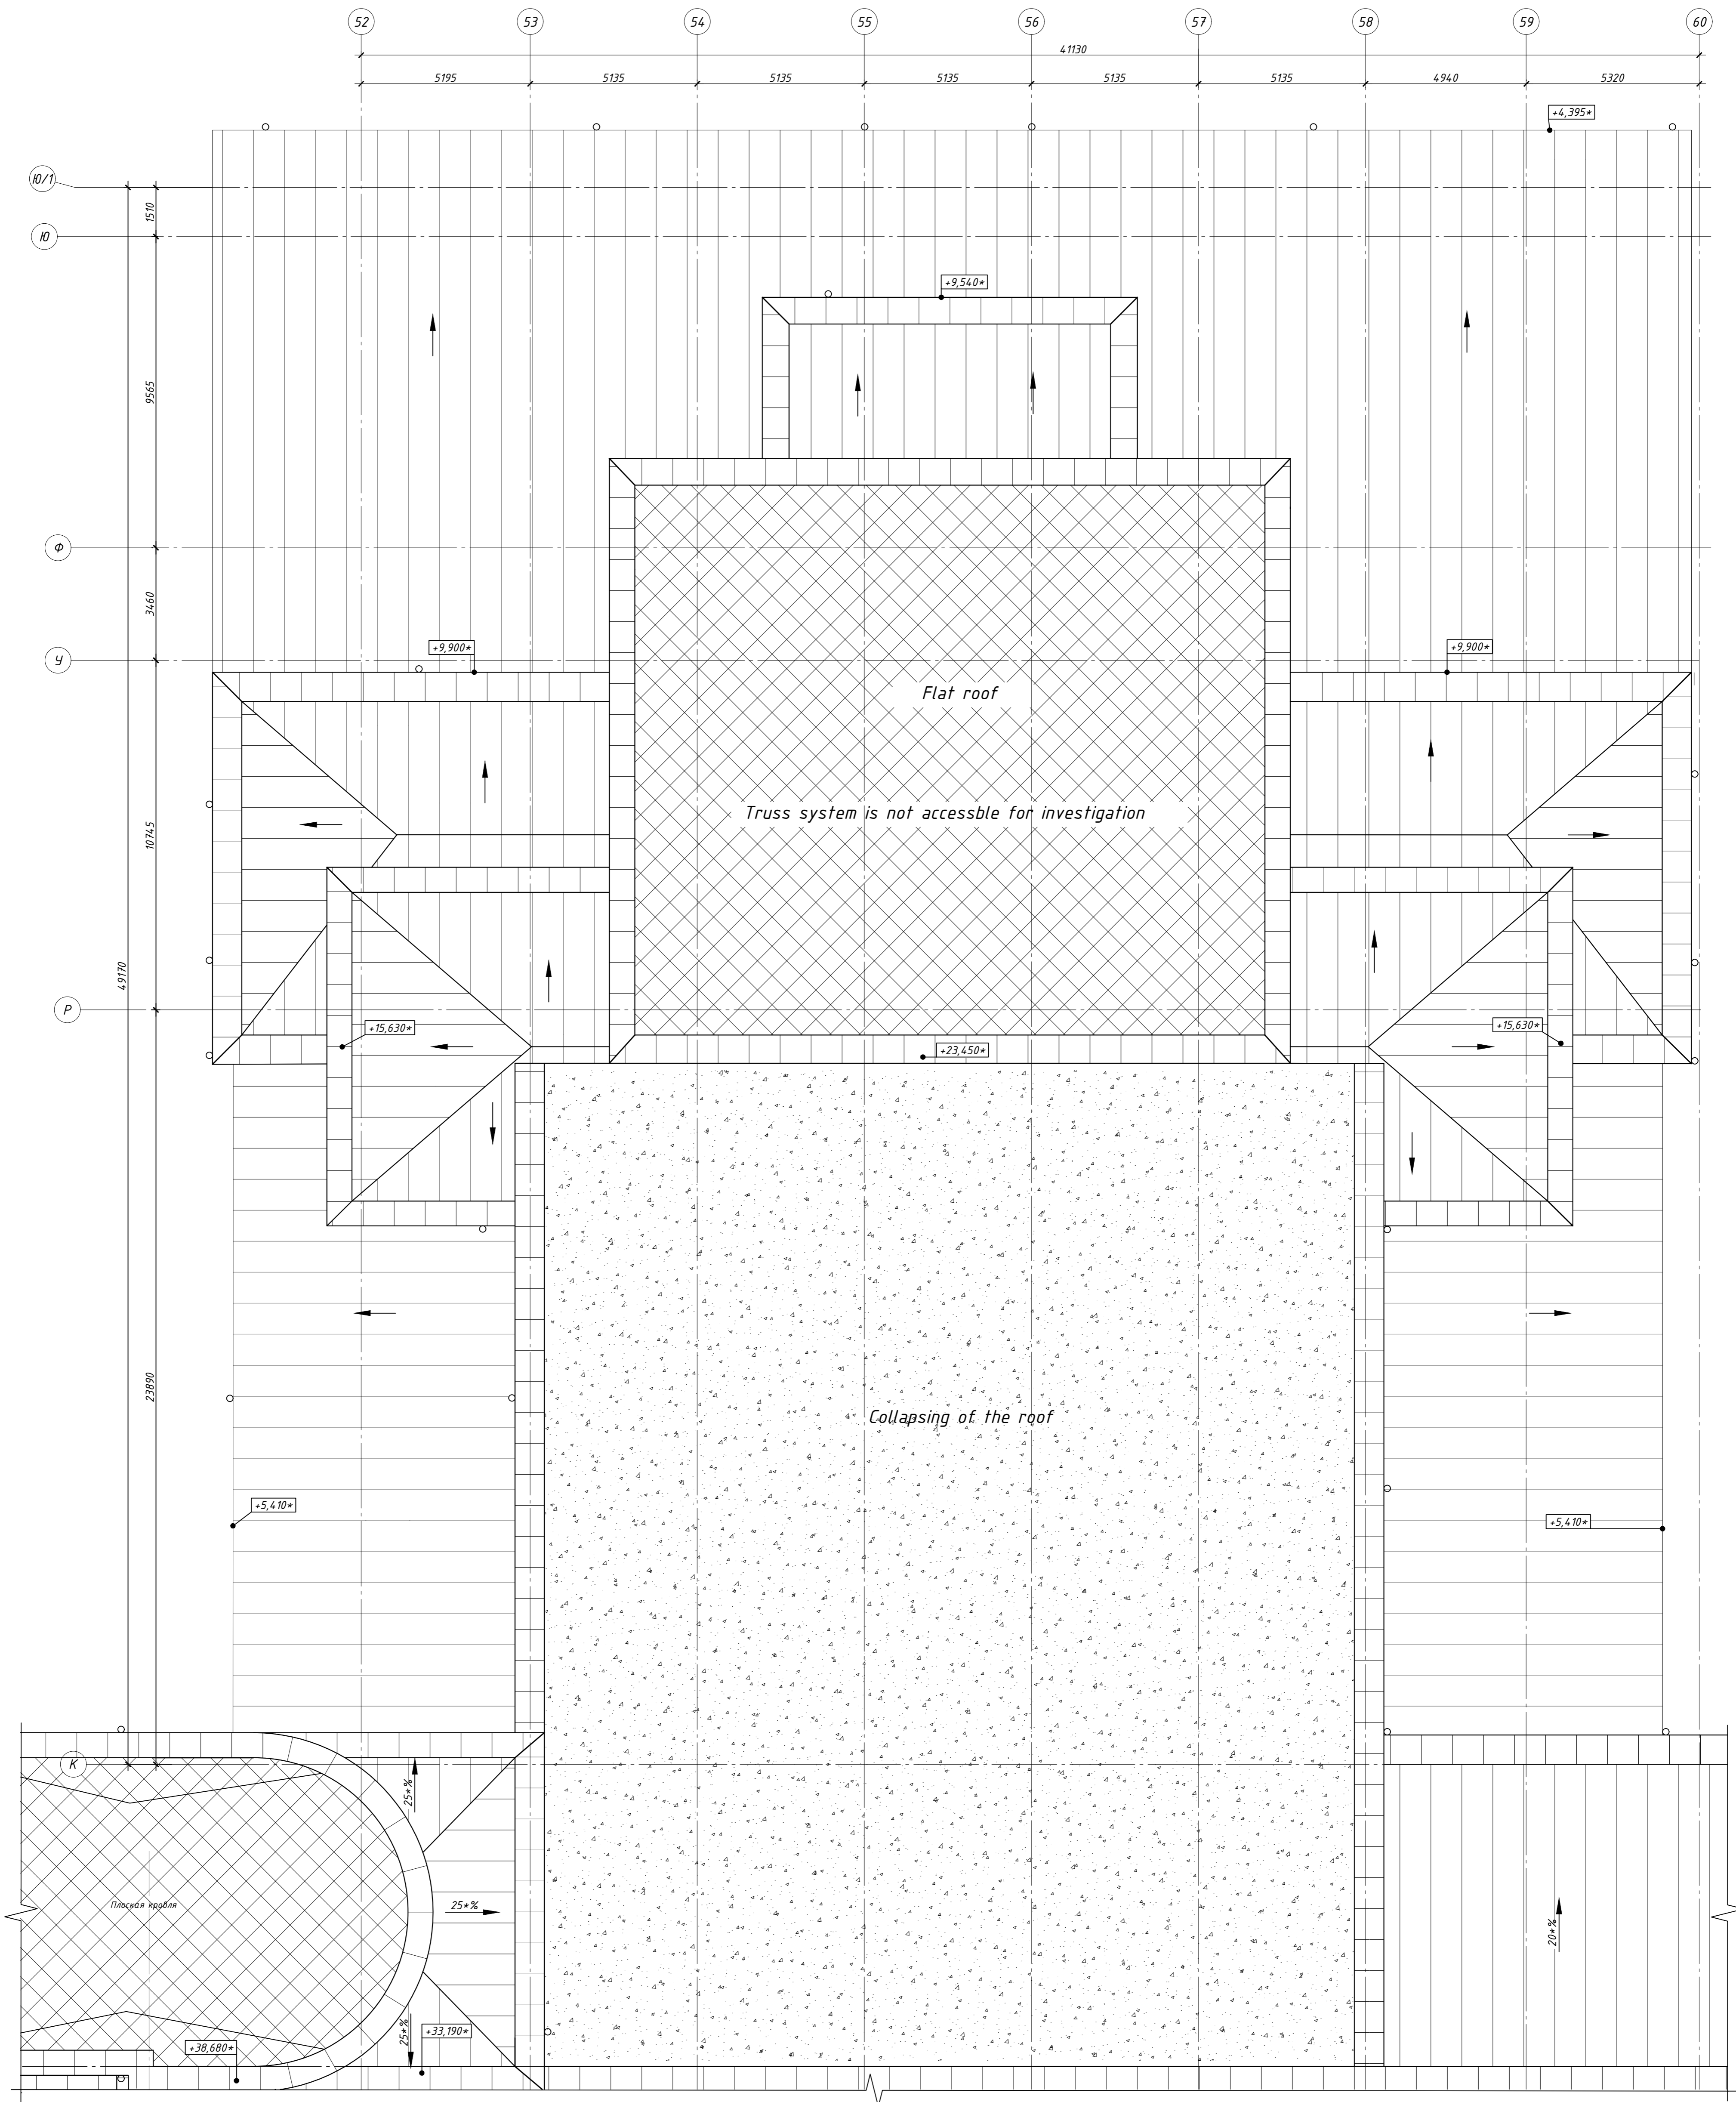 52 53 54 55 56 57 58 59 60
41130
5195 5135 5135 5135 5135 5135 4940 5320
+4,395*
Ю/1
1510
Ю
+9,540*
9565
Ф
3460
+9,900* +9,900*
У
Flat roof
Truss system is not accessble for investigation
10745
49170
Р
+15,630* +15,630*
+23,450*
23890
Collapsing of the roof
+5,410* +5,410*
К
25*%
Плоская кровля
25*%
20*%
25*%
+33,190*
+38,680*